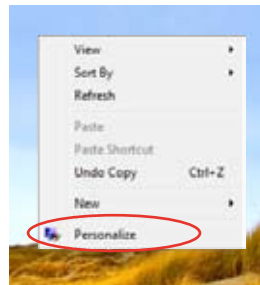 View
Sort By
Refresh
Paste
Paste Shortcut
Undo Copy Ctrl+Z
New
Personalize